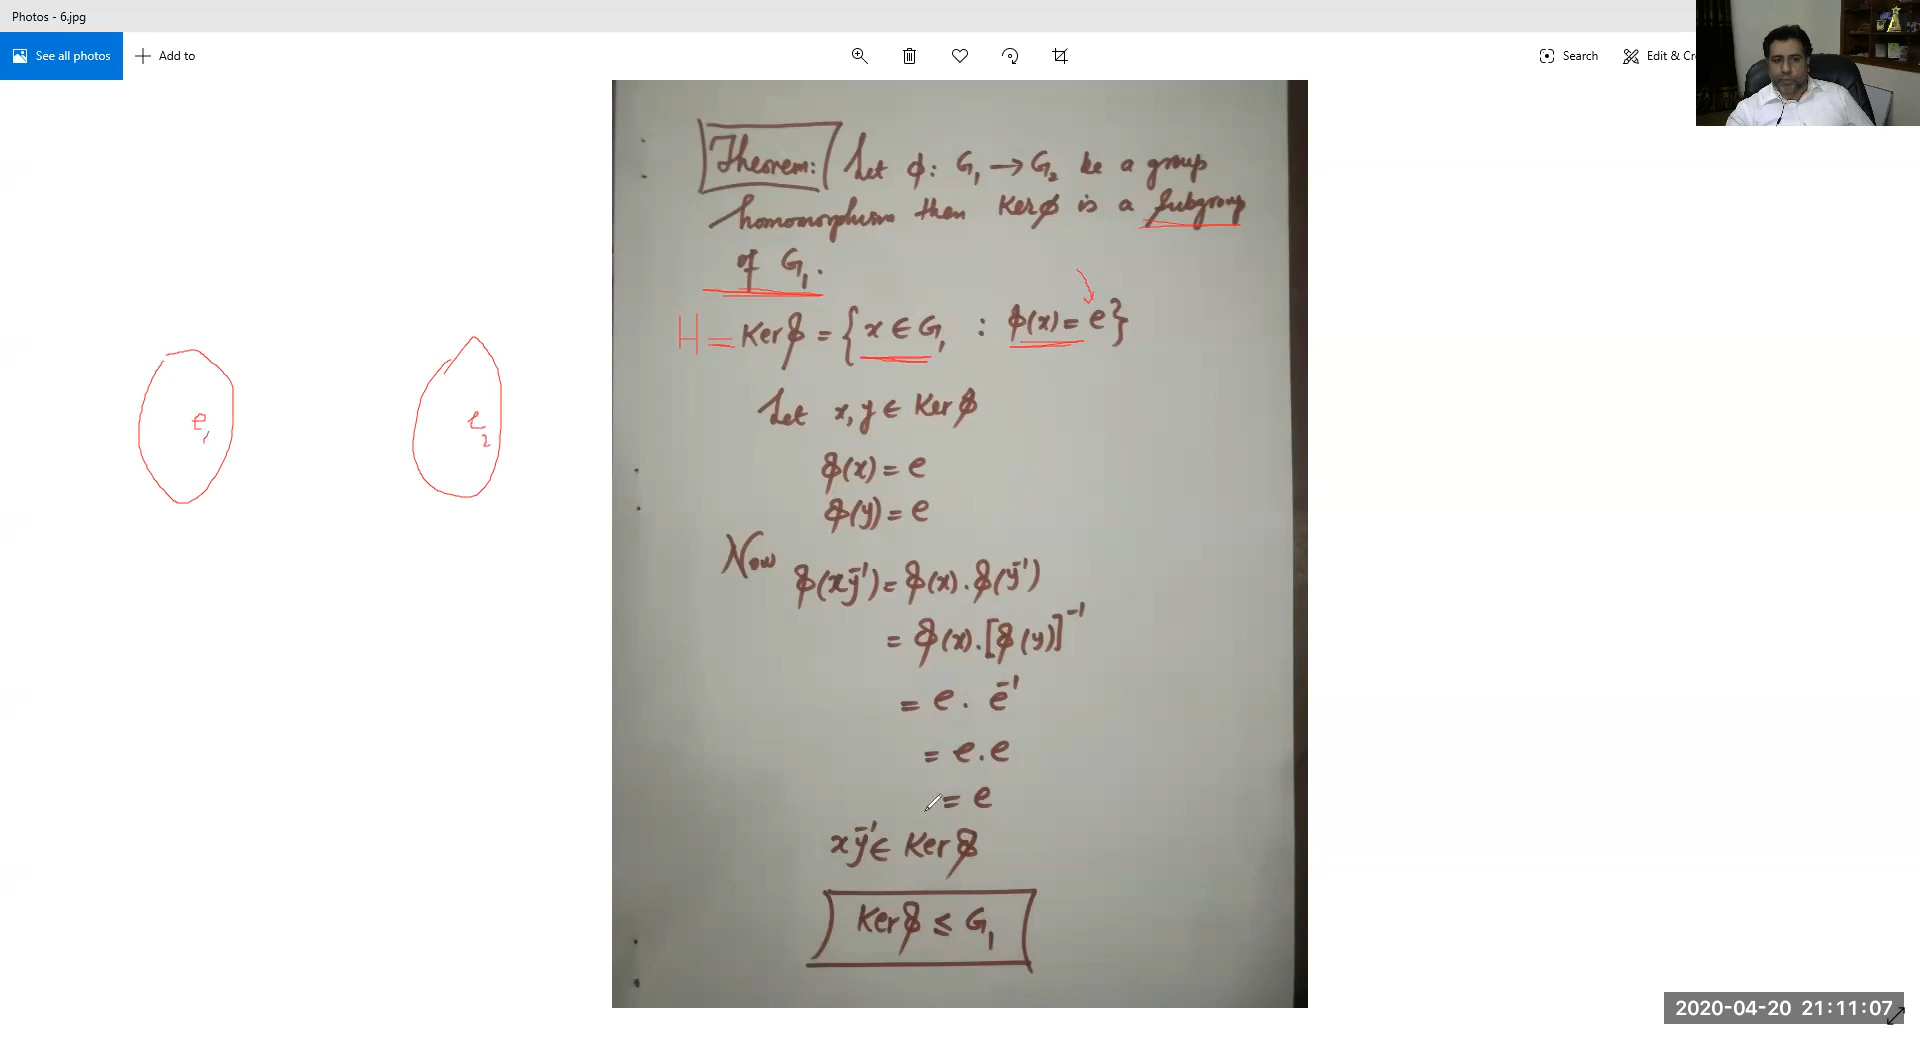 Photos - 6.jpg
See all photos
Add to
Search
Edit & Cr
Theorem: Let ϕ: G₁ → G₂ be a group
homomorphism then Kerϕ is a Subgroup
of G₁.
H = Kerϕ = {x ∈ G₁ : ϕ(x) = e}
e₁
e₂
Let x, y ∈ Kerϕ
ϕ(x) = e
ϕ(y) = e
Now
ϕ(xy⁻¹) = ϕ(x).ϕ(y⁻¹)
= ϕ(x).[ϕ(y)]⁻¹
= e . e⁻¹
= e.e
= e
xy⁻¹ ∈ Kerϕ
Kerϕ ≤ G₁
2020-04-20 21:11:07